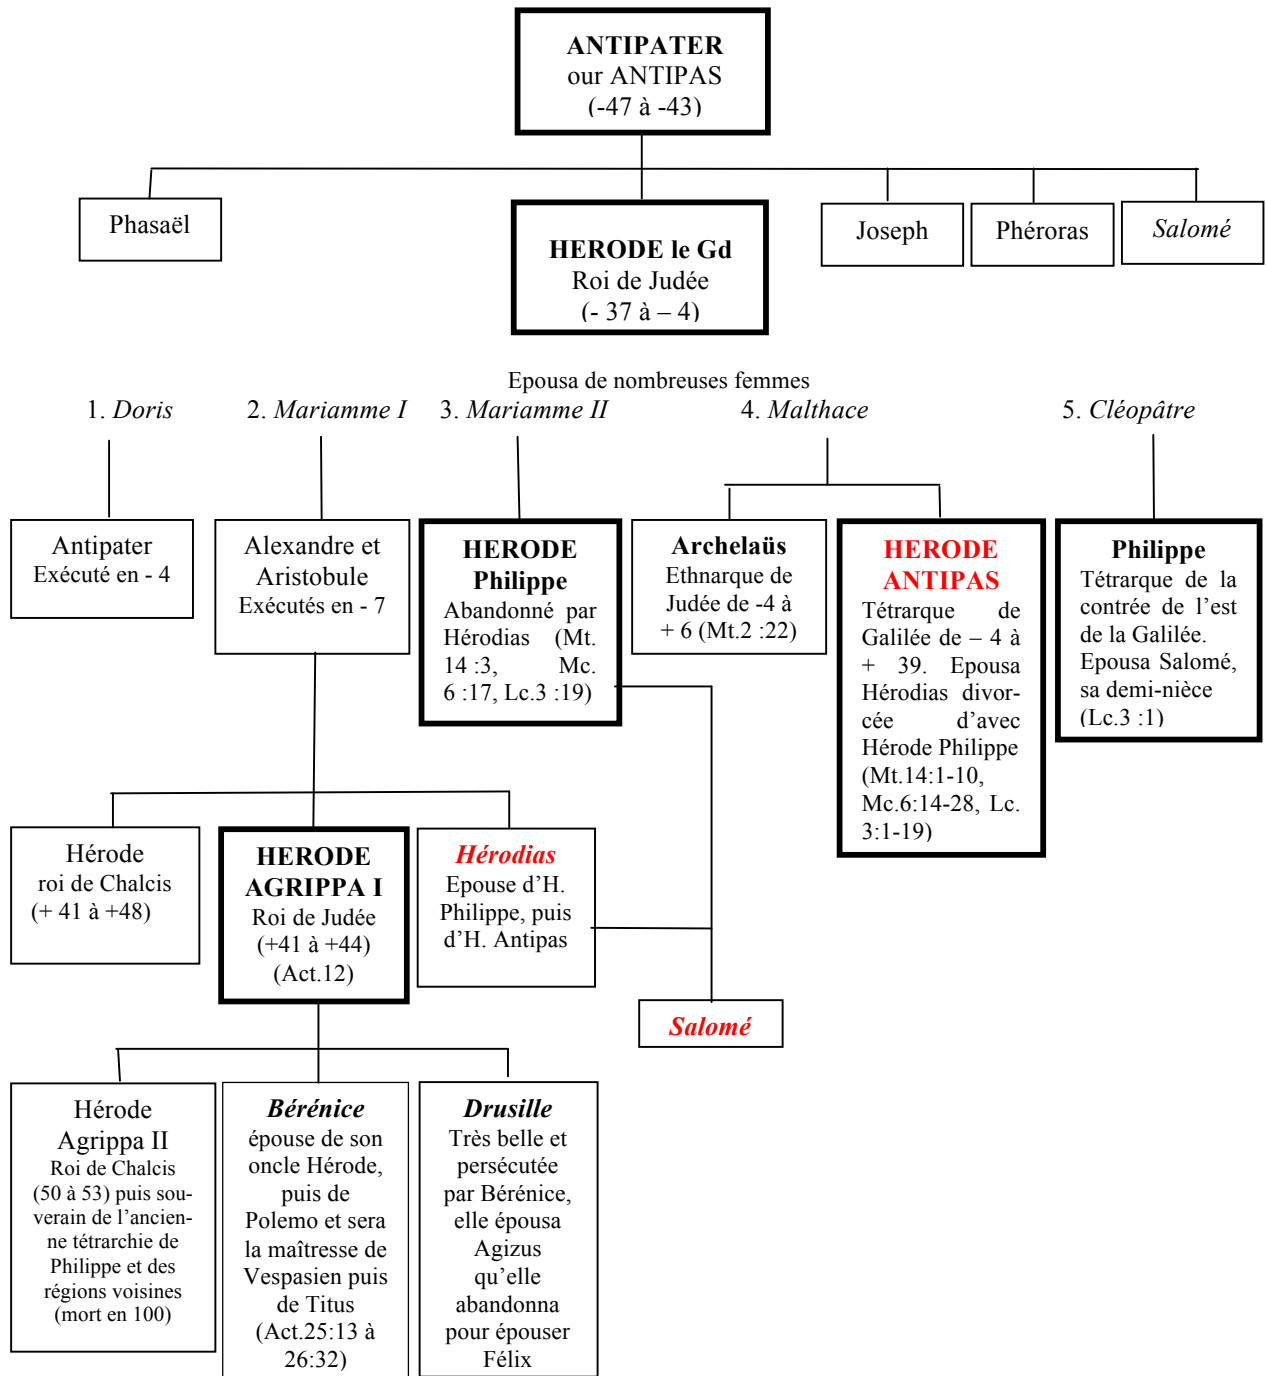 ANTIPATER
our ANTIPAS
(-47 à -43)
Phasaël
HERODE le Gd
Roi de Judée
(- 37 à – 4)
Joseph
Phéroras
Salomé
Epousa de nombreuses femmes
1. Doris
2. Mariamme I
3. Mariamme II
4. Malthace
5. Cléopâtre
Antipater
Exécuté en - 4
Alexandre et
Aristobule
Exécutés en - 7
HERODE
Philippe
Abandonné par
Hérodias (Mt.
14 :3, Mc.
6 :17, Lc.3 :19)
Archelaüs
Ethnarque de
Judée de -4 à
+ 6 (Mt.2 :22)
HERODE
ANTIPAS
Tétrarque de
Galilée de – 4 à
+ 39. Epousa
Hérodias divor-
cée d’avec
Hérode Philippe
(Mt.14:1-10,
Mc.6:14-28, Lc.
3:1-19)
Philippe
Tétrarque de la
contrée de l’est
de la Galilée.
Epousa Salomé,
sa demi-nièce
(Lc.3 :1)
Hérode
roi de Chalcis
(+ 41 à +48)
HERODE
AGRIPPA I
Roi de Judée
(+41 à +44)
(Act.12)
Hérodias
Epouse d’H.
Philippe, puis
d’H. Antipas
Salomé
Hérode
Agrippa II
Roi de Chalcis
(50 à 53) puis sou-
verain de l’ancien-
ne tétrarchie de
Philippe et des
régions voisines
(mort en 100)
Bérénice
épouse de son
oncle Hérode,
puis de
Polemo et sera
la maîtresse de
Vespasien puis
de Titus
(Act.25:13 à
26:32)
Drusille
Très belle et
persécutée
par Bérénice,
elle épousa
Agizus
qu’elle
abandonna
pour épouser
Félix